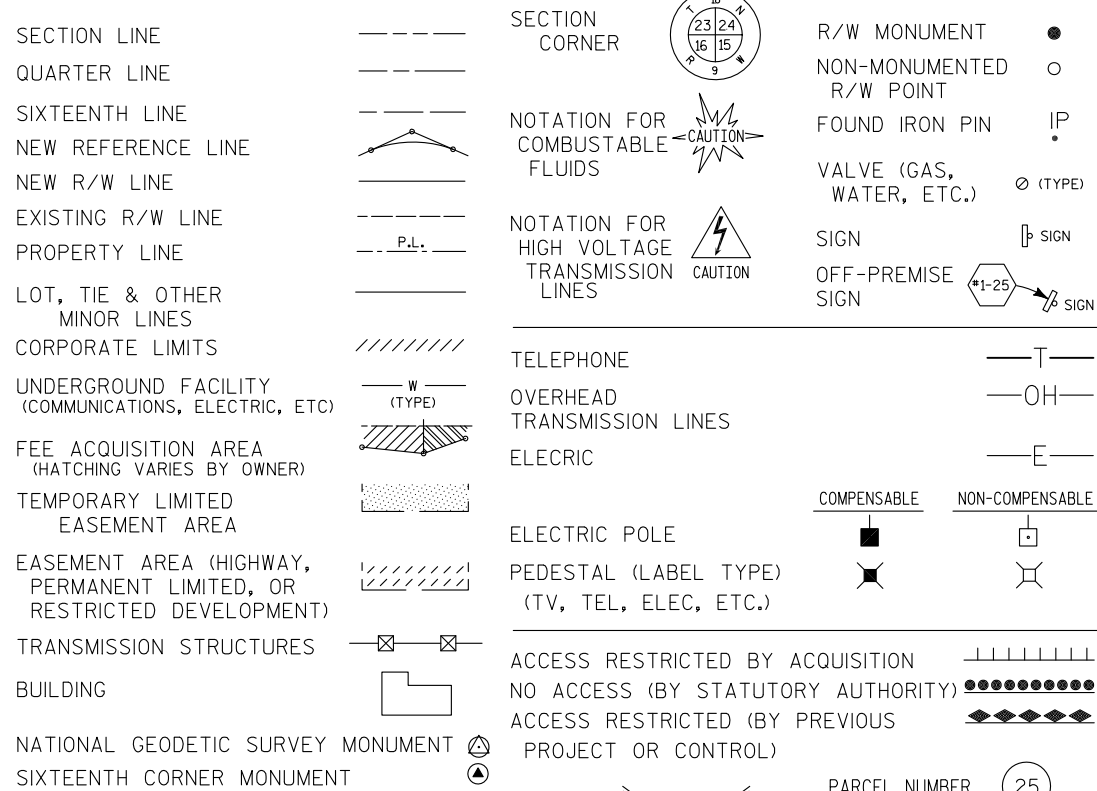 SECTION LINE
QUARTER LINE
SIXTEENTH LINE
NEW REFERENCE LINE
NEW R/W LINE
EXISTING R/W LINE
PROPERTY LINE
P.L.
LOT, TIE & OTHER
MINOR LINES
CORPORATE LIMITS
UNDERGROUND FACILITY
(COMMUNICATIONS, ELECTRIC, ETC)
W
(TYPE)
FEE ACQUISITION AREA
(HATCHING VARIES BY OWNER)
TEMPORARY LIMITED
EASEMENT AREA
EASEMENT AREA (HIGHWAY,
PERMANENT LIMITED, OR
RESTRICTED DEVELOPMENT)
TRANSMISSION STRUCTURES
BUILDING
NATIONAL GEODETIC SURVEY MONUMENT
SIXTEENTH CORNER MONUMENT
SECTION
CORNER
T N
23 24
16 15
R 9 W
NOTATION FOR
COMBUSTABLE
FLUIDS
CAUTION
NOTATION FOR
HIGH VOLTAGE
TRANSMISSION
LINES
CAUTION
R/W MONUMENT
NON-MONUMENTED
R/W POINT
FOUND IRON PIN
IP
VALVE (GAS,
WATER, ETC.)
(TYPE)
SIGN
SIGN
OFF-PREMISE
SIGN
#1-25
SIGN
TELEPHONE
T
OVERHEAD
TRANSMISSION LINES
OH
ELECRIC
E
COMPENSABLE
NON-COMPENSABLE
ELECTRIC POLE
PEDESTAL (LABEL TYPE)
(TV, TEL, ELEC, ETC.)
ACCESS RESTRICTED BY ACQUISITION
NO ACCESS (BY STATUTORY AUTHORITY)
ACCESS RESTRICTED (BY PREVIOUS
PROJECT OR CONTROL)
PARCEL NUMBER
25